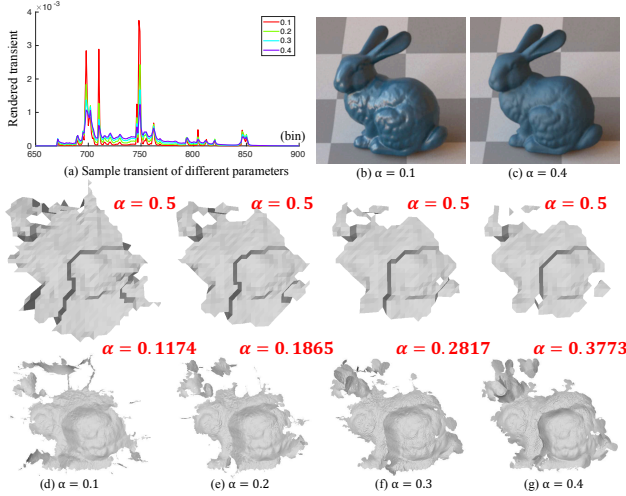 4 × 10⁻³
0.1
0.2
0.3
0.4
3
2
1
0
Rendered transient
(bin)
650 700 750 800 850 900
(a) Sample transient of different parameters
(b) α = 0.1
(c) α = 0.4
α = 0.5
α = 0.5
α = 0.5
α = 0.5
α = 0.1174
α = 0.1865
α = 0.2817
α = 0.3773
(d) α = 0.1
(e) α = 0.2
(f) α = 0.3
(g) α = 0.4